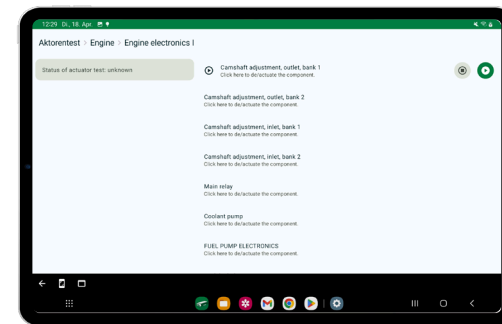 12:29 Di., 18. Apr.
Aktorentest > Engine > Engine electronics I
Status of actuator test: unknown
Camshaft adjustment, outlet, bank 1
Click here to de/actuate the component.
Camshaft adjustment, outlet, bank 2
Click here to de/actuate the component.
Camshaft adjustment, inlet, bank 1
Click here to de/actuate the component.
Camshaft adjustment, inlet, bank 2
Click here to de/actuate the component.
Main relay
Click here to de/actuate the component.
Coolant pump
Click here to de/actuate the component.
FUEL PUMP ELECTRONICS
Click here to de/actuate the component.